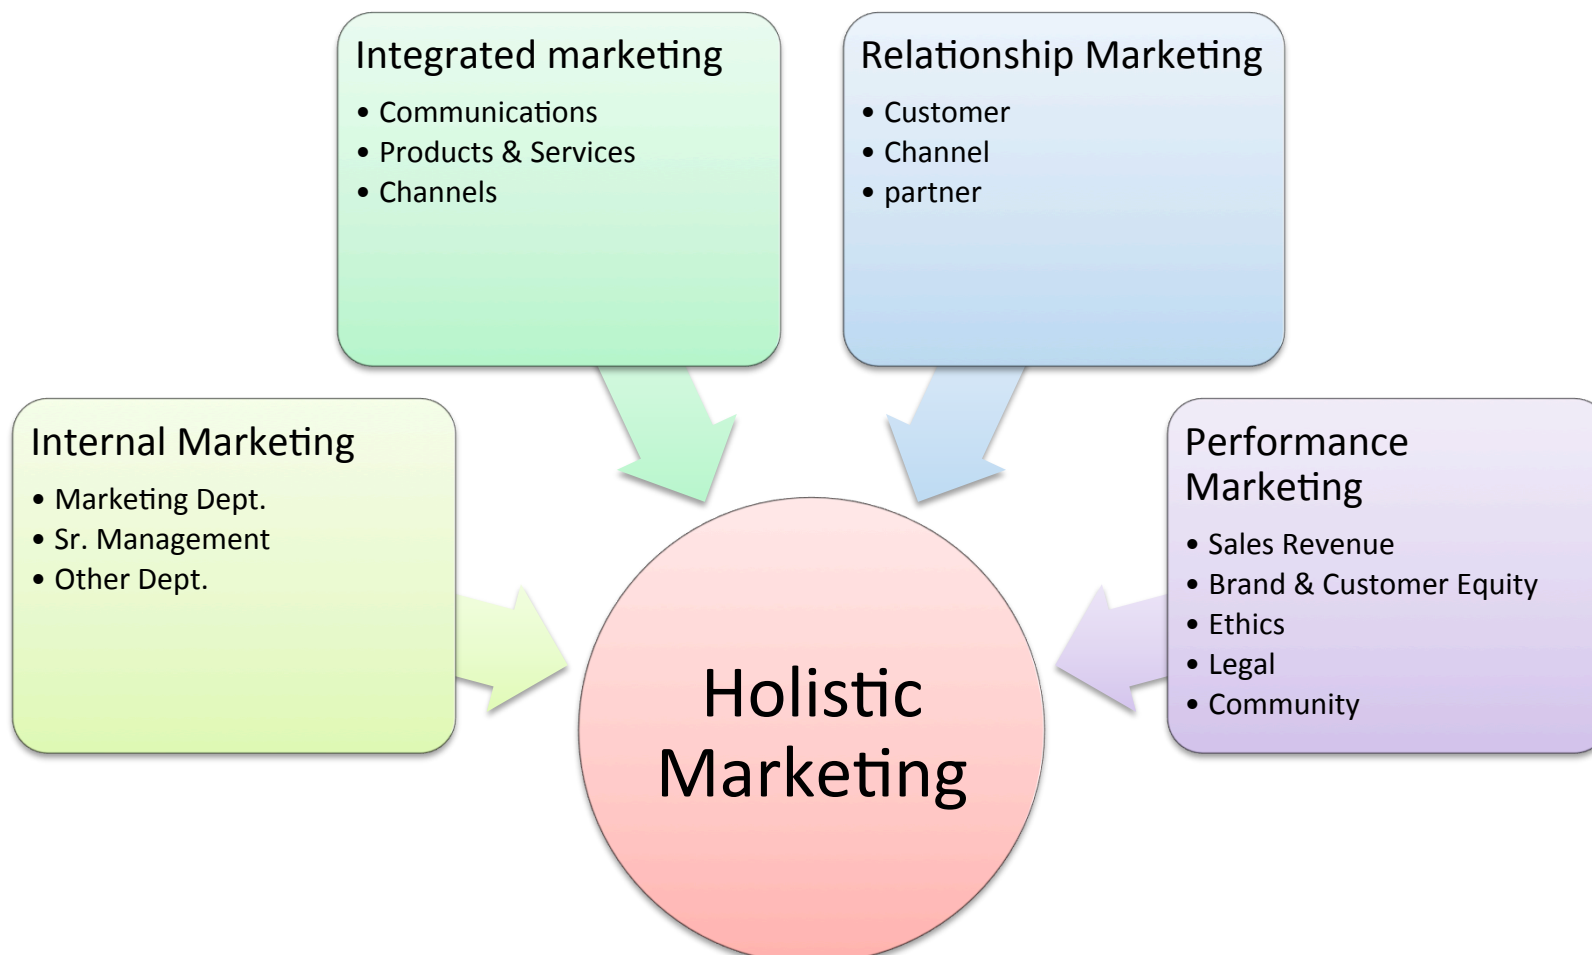 Integrated marketing
• Communications
• Products & Services
• Channels
Relationship Marketing
• Customer
• Channel
• partner
Internal Marketing
• Marketing Dept.
• Sr. Management
• Other Dept.
Performance
Marketing
• Sales Revenue
• Brand & Customer Equity
• Ethics
• Legal
• Community
Holistic
Marketing